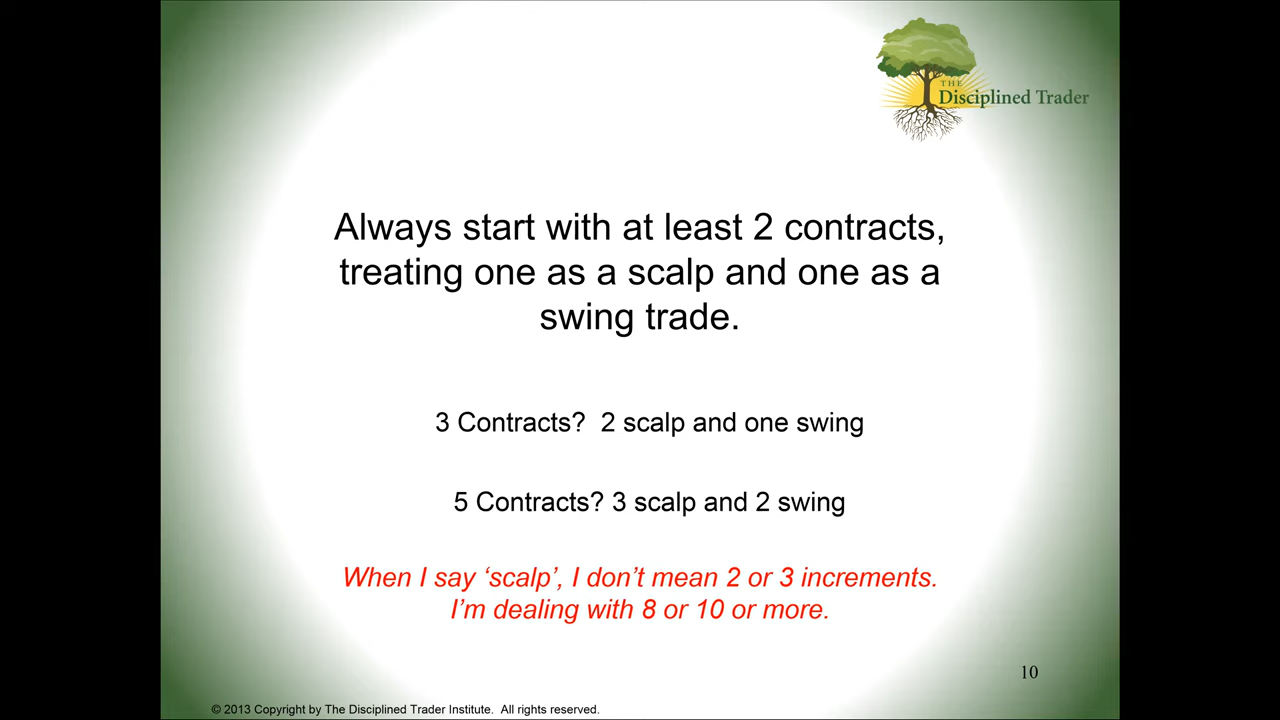 THE
Disciplined Trader
Always start with at least 2 contracts,
treating one as a scalp and one as a
swing trade.
3 Contracts?  2 scalp and one swing
5 Contracts? 3 scalp and 2 swing
When I say ‘scalp’, I don’t mean 2 or 3 increments.
I’m dealing with 8 or 10 or more.
10
© 2013 Copyright by The Disciplined Trader Institute.  All rights reserved.